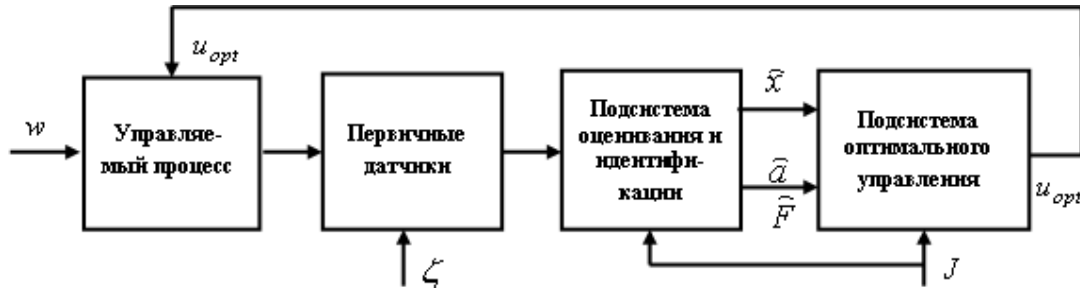 u_opt
w
Управляе-
мый процесс
Первичные
датчики
Подсистема
оценивания и
идентифи-
кации
x̂
â
F̂
Подсистема
оптимального
управления
u_opt
ζ
J